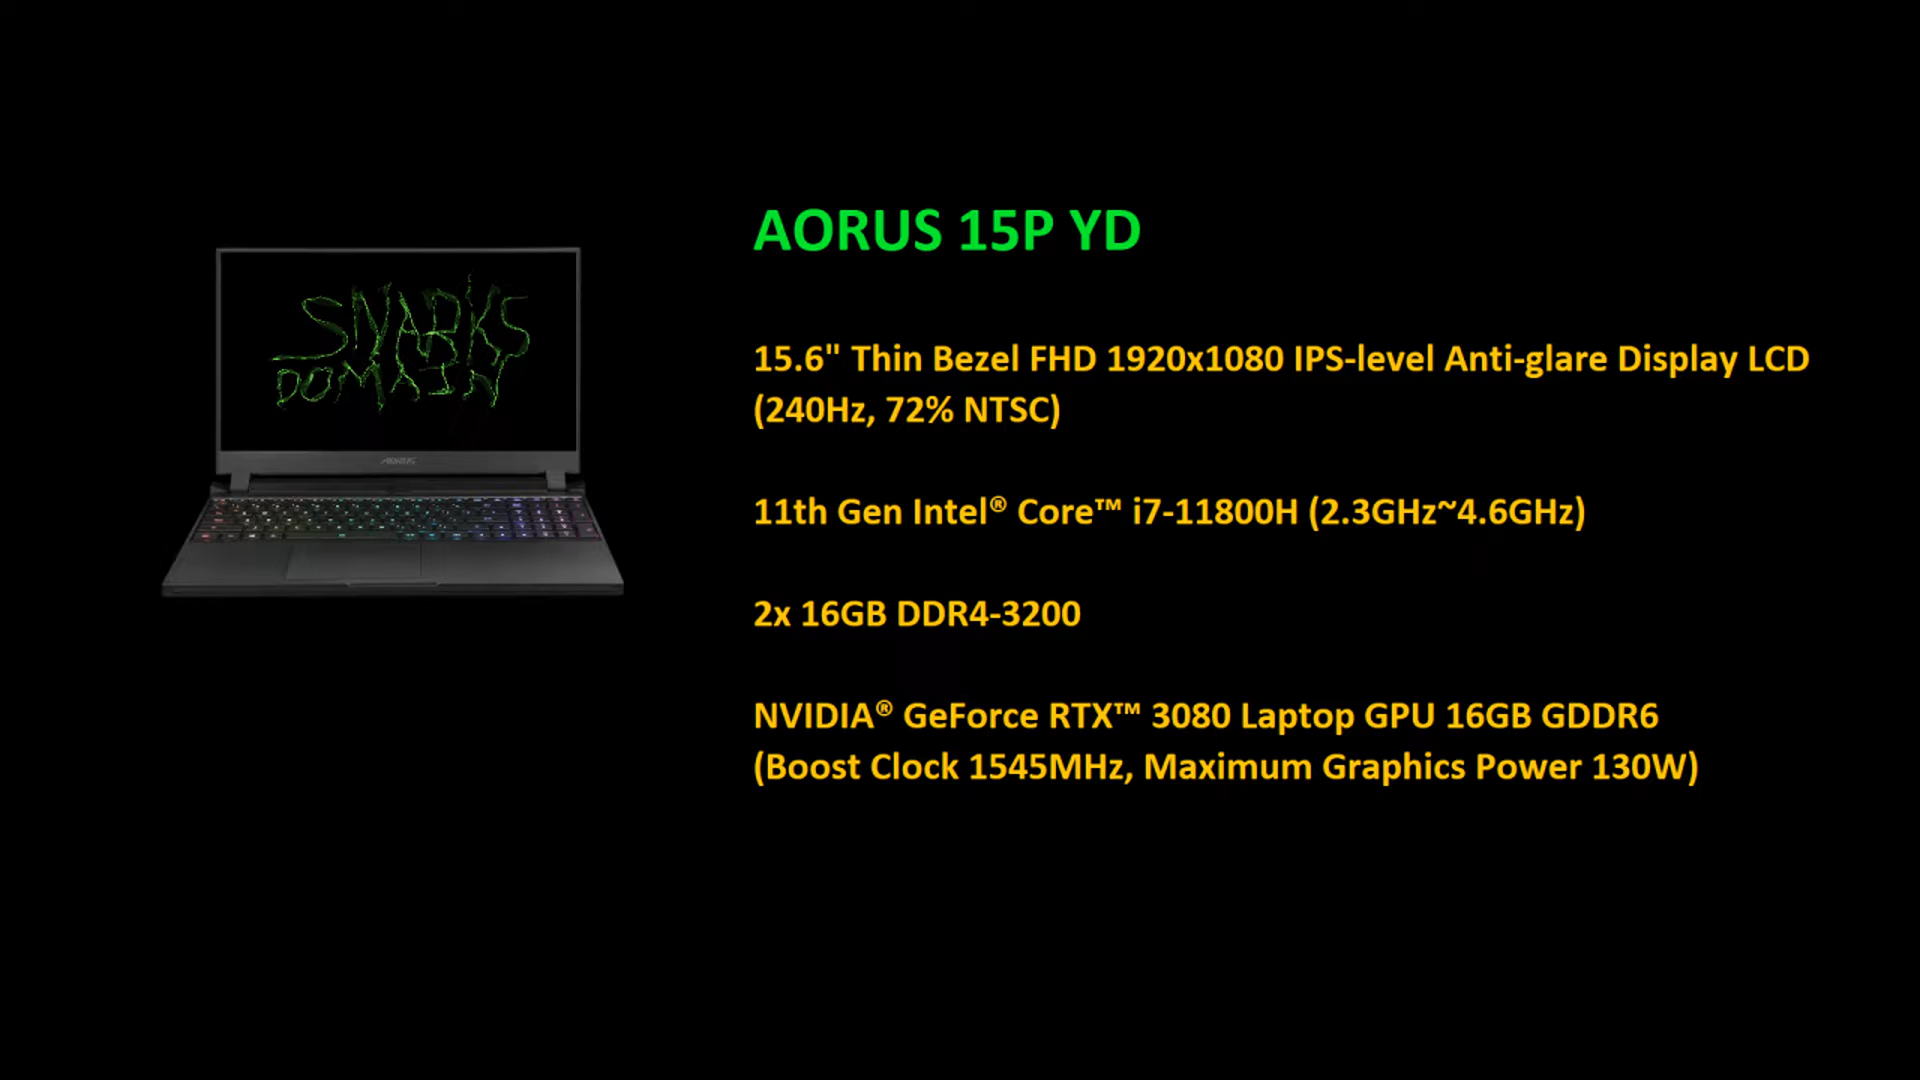 SNARKS
DOMAIN
AORUS
AORUS 15P YD
15.6" Thin Bezel FHD 1920x1080 IPS-level Anti-glare Display LCD
(240Hz, 72% NTSC)
11th Gen Intel® Core™ i7-11800H (2.3GHz~4.6GHz)
2x 16GB DDR4-3200
NVIDIA® GeForce RTX™ 3080 Laptop GPU 16GB GDDR6
(Boost Clock 1545MHz, Maximum Graphics Power 130W)